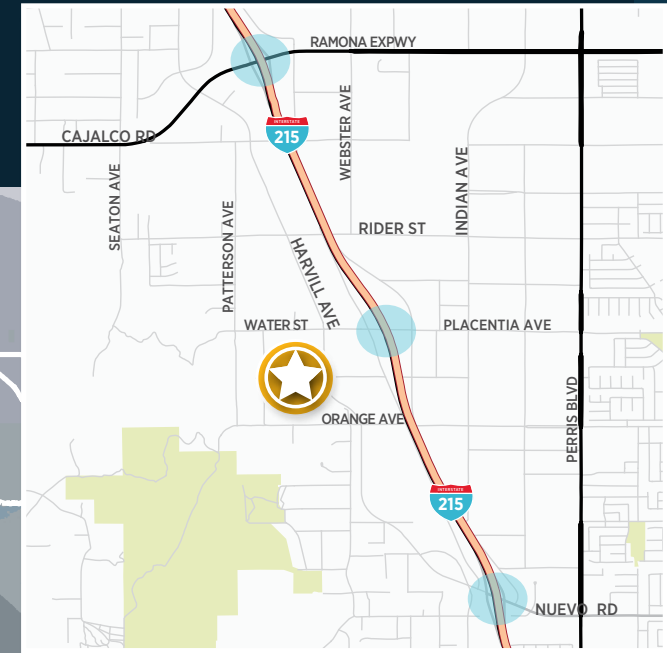 RAMONA EXPWY
CAJALCO RD
INTERSTATE
215
WEBSTER AVE
SEATON AVE
PATTERSON AVE
INDIAN AVE
RIDER ST
HARVILL AVE
WATER ST
PLACENTIA AVE
ORANGE AVE
PERRIS BLVD
INTERSTATE
215
NUEVO RD